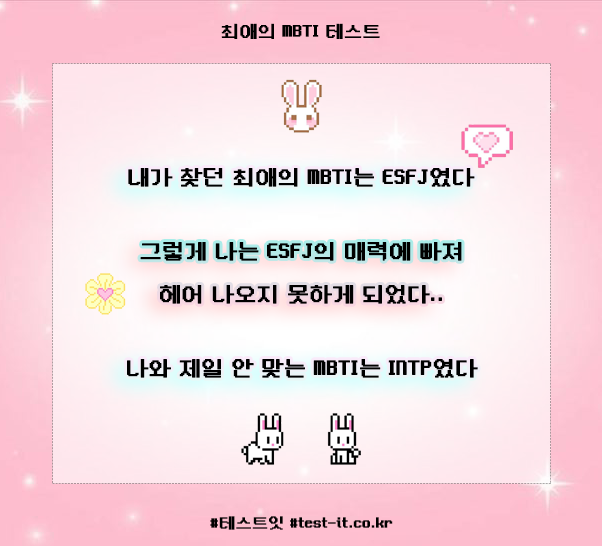 최애의 MBTI 테스트
내가 찾던 최애의 MBTI는 ESFJ였다
그렇게 나는 ESFJ의 매력에 빠져
헤어 나오지 못하게 되었다..
나와 제일 안 맞는 MBTI는 INTP였다
#테스트잇 #test-it.co.kr